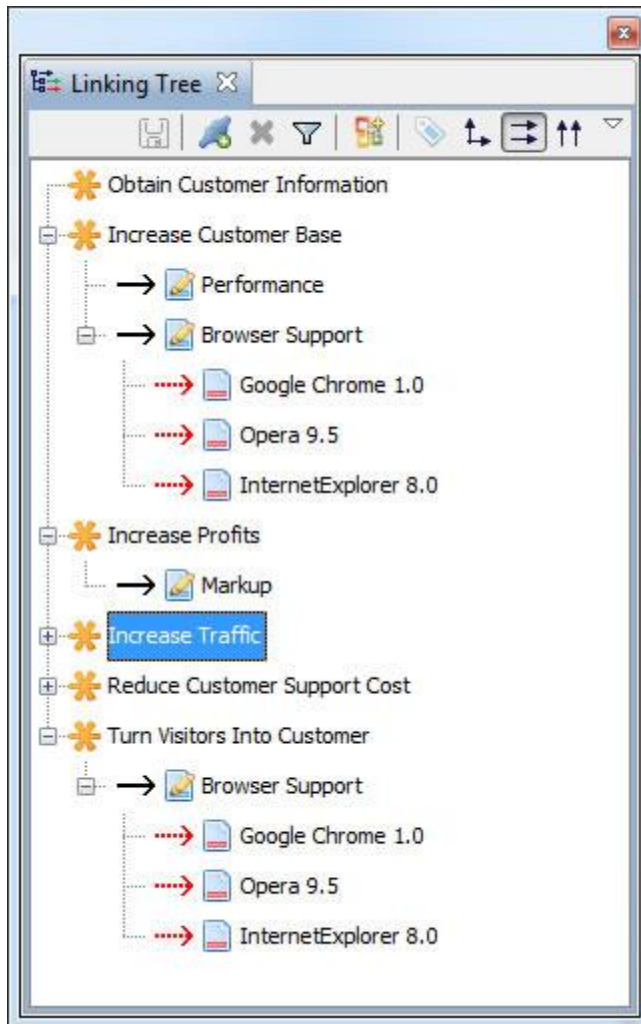 Linking Tree
Obtain Customer Information
Increase Customer Base
Performance
Browser Support
Google Chrome 1.0
Opera 9.5
InternetExplorer 8.0
Increase Profits
Markup
Increase Traffic
Reduce Customer Support Cost
Turn Visitors Into Customer
Browser Support
Google Chrome 1.0
Opera 9.5
InternetExplorer 8.0